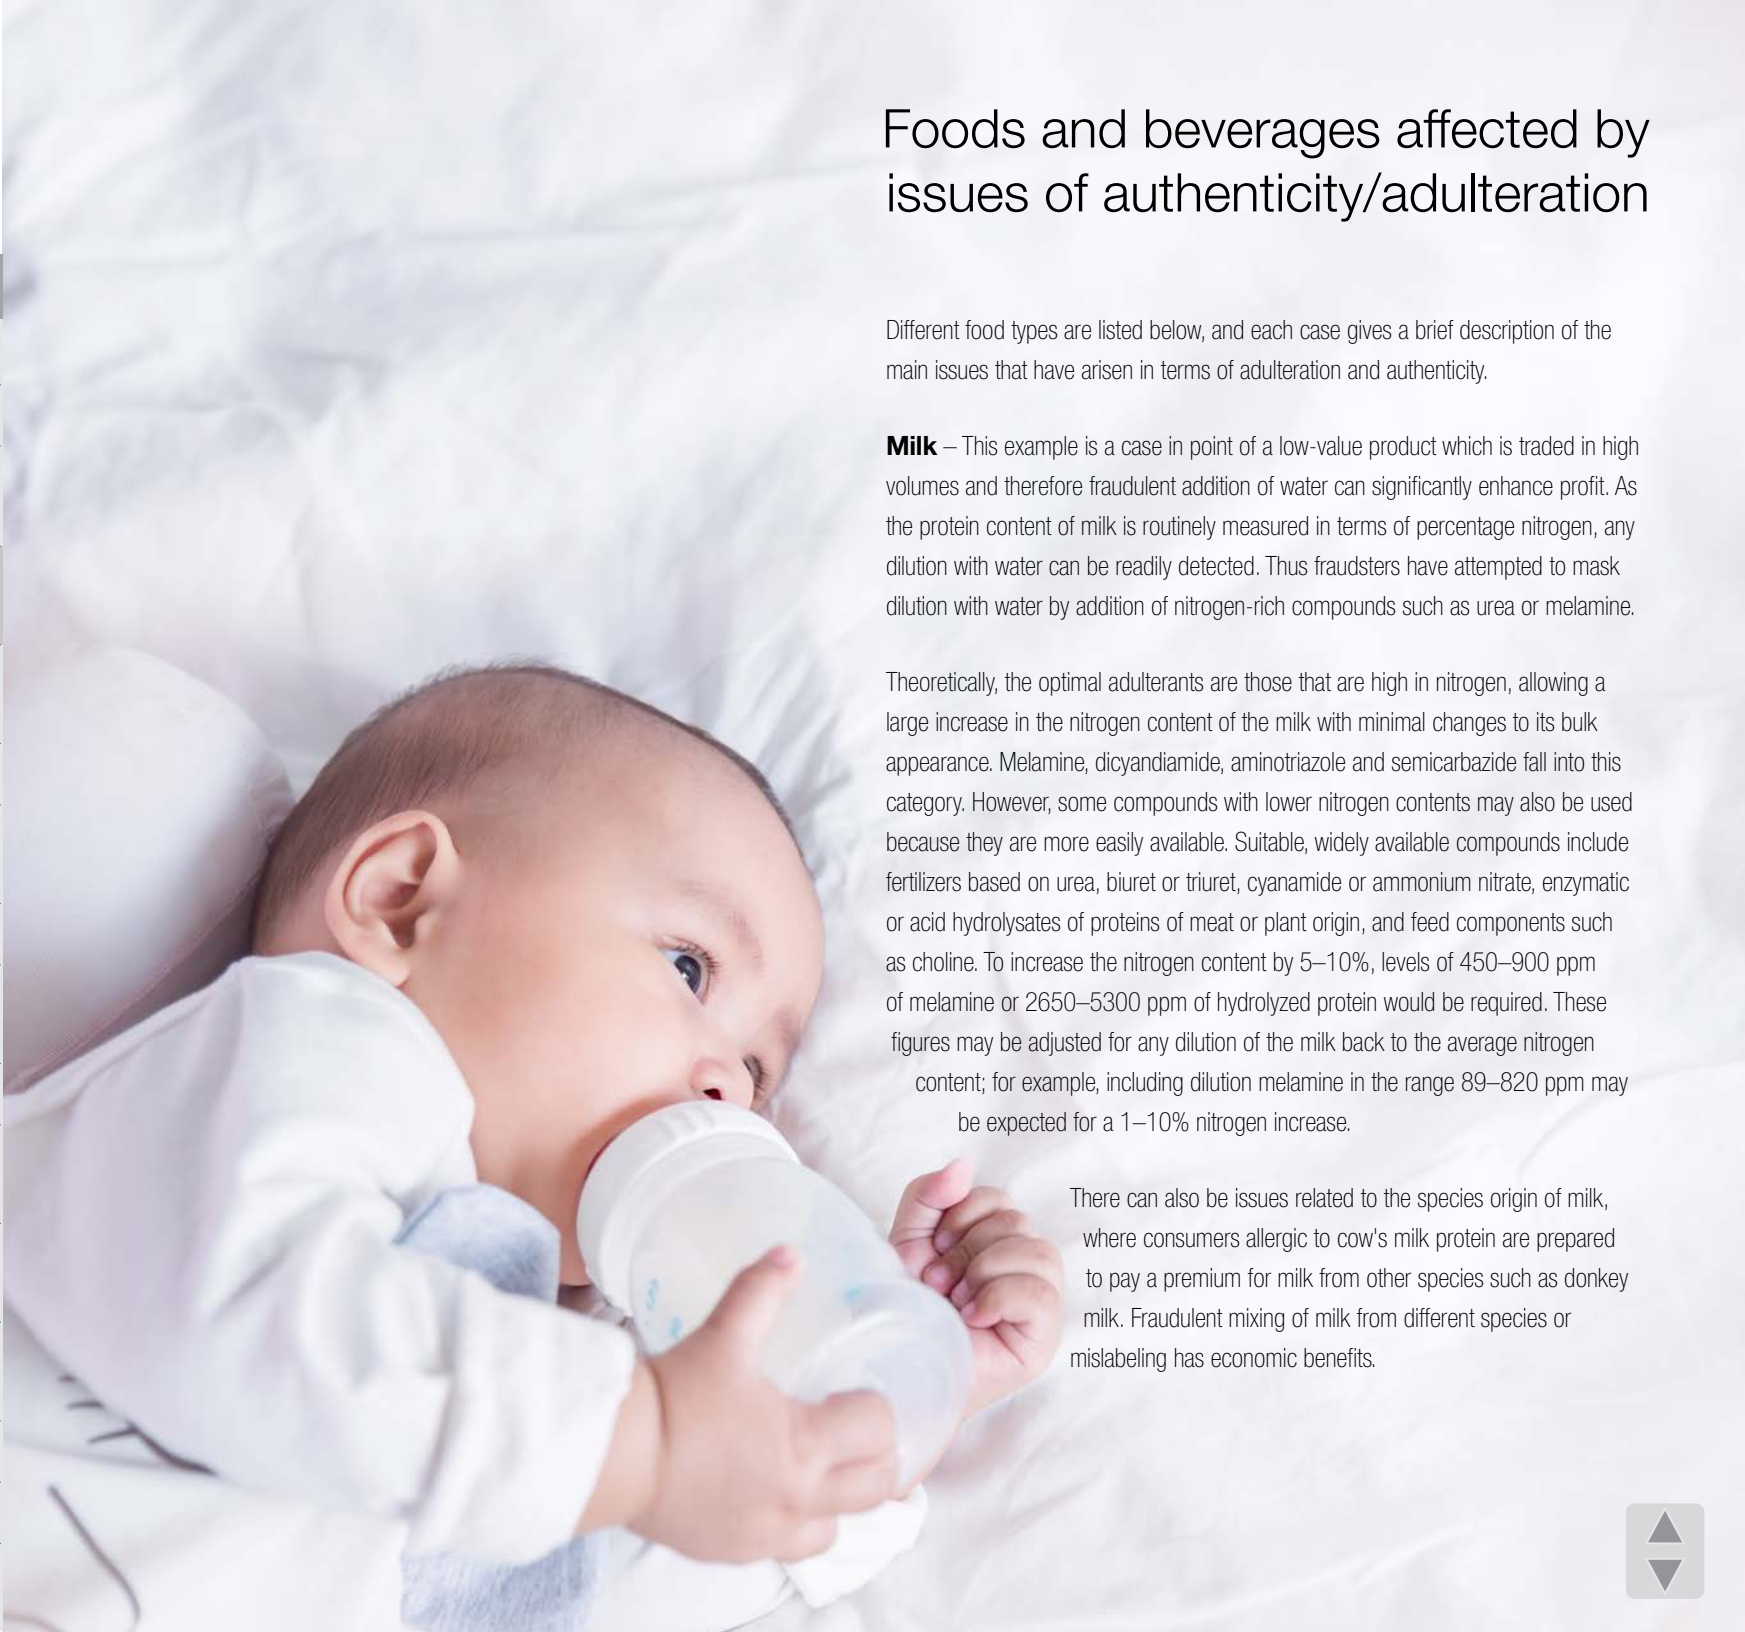 Foods and beverages affected by
issues of authenticity/adulteration
Different food types are listed below, and each case gives a brief description of the
main issues that have arisen in terms of adulteration and authenticity.
Milk – This example is a case in point of a low-value product which is traded in high
volumes and therefore fraudulent addition of water can significantly enhance profit. As
the protein content of milk is routinely measured in terms of percentage nitrogen, any
dilution with water can be readily detected. Thus fraudsters have attempted to mask
dilution with water by addition of nitrogen-rich compounds such as urea or melamine.
Theoretically, the optimal adulterants are those that are high in nitrogen, allowing a
large increase in the nitrogen content of the milk with minimal changes to its bulk
appearance. Melamine, dicyandiamide, aminotriazole and semicarbazide fall into this
category. However, some compounds with lower nitrogen contents may also be used
because they are more easily available. Suitable, widely available compounds include
fertilizers based on urea, biuret or triuret, cyanamide or ammonium nitrate, enzymatic
or acid hydrolysates of proteins of meat or plant origin, and feed components such
as choline. To increase the nitrogen content by 5–10%, levels of 450–900 ppm
of melamine or 2650–5300 ppm of hydrolyzed protein would be required. These
figures may be adjusted for any dilution of the milk back to the average nitrogen
content; for example, including dilution melamine in the range 89–820 ppm may
be expected for a 1–10% nitrogen increase.
There can also be issues related to the species origin of milk,
where consumers allergic to cow's milk protein are prepared
to pay a premium for milk from other species such as donkey
milk. Fraudulent mixing of milk from different species or
mislabeling has economic benefits.